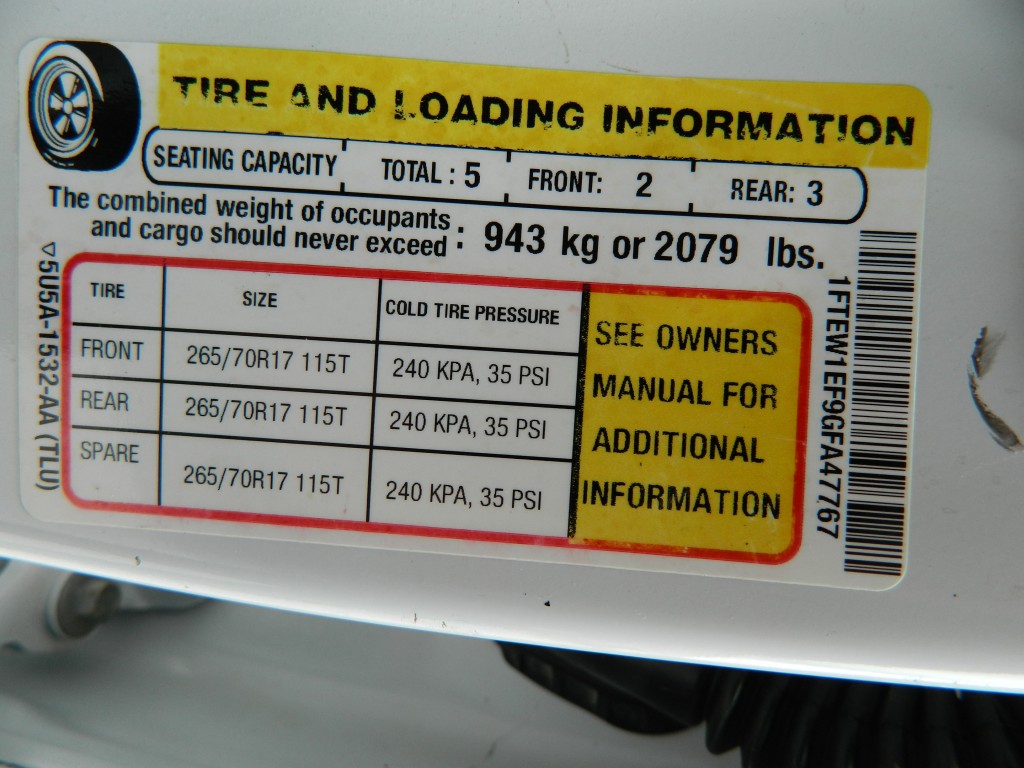 TIRE AND LOADING INFORMATION
SEATING CAPACITY TOTAL : 5 FRONT: 2 REAR: 3
The combined weight of occupants
and cargo should never exceed : 943 kg or 2079 lbs.
TIRE SIZE COLD TIRE PRESSURE
FRONT 265/70R17 115T 240 KPA, 35 PSI
REAR 265/70R17 115T 240 KPA, 35 PSI
SPARE 265/70R17 115T 240 KPA, 35 PSI
SEE OWNERS
MANUAL FOR
ADDITIONAL
INFORMATION
5U5A-1532-AA (TLU)
1FTEW1EF9GFA47767